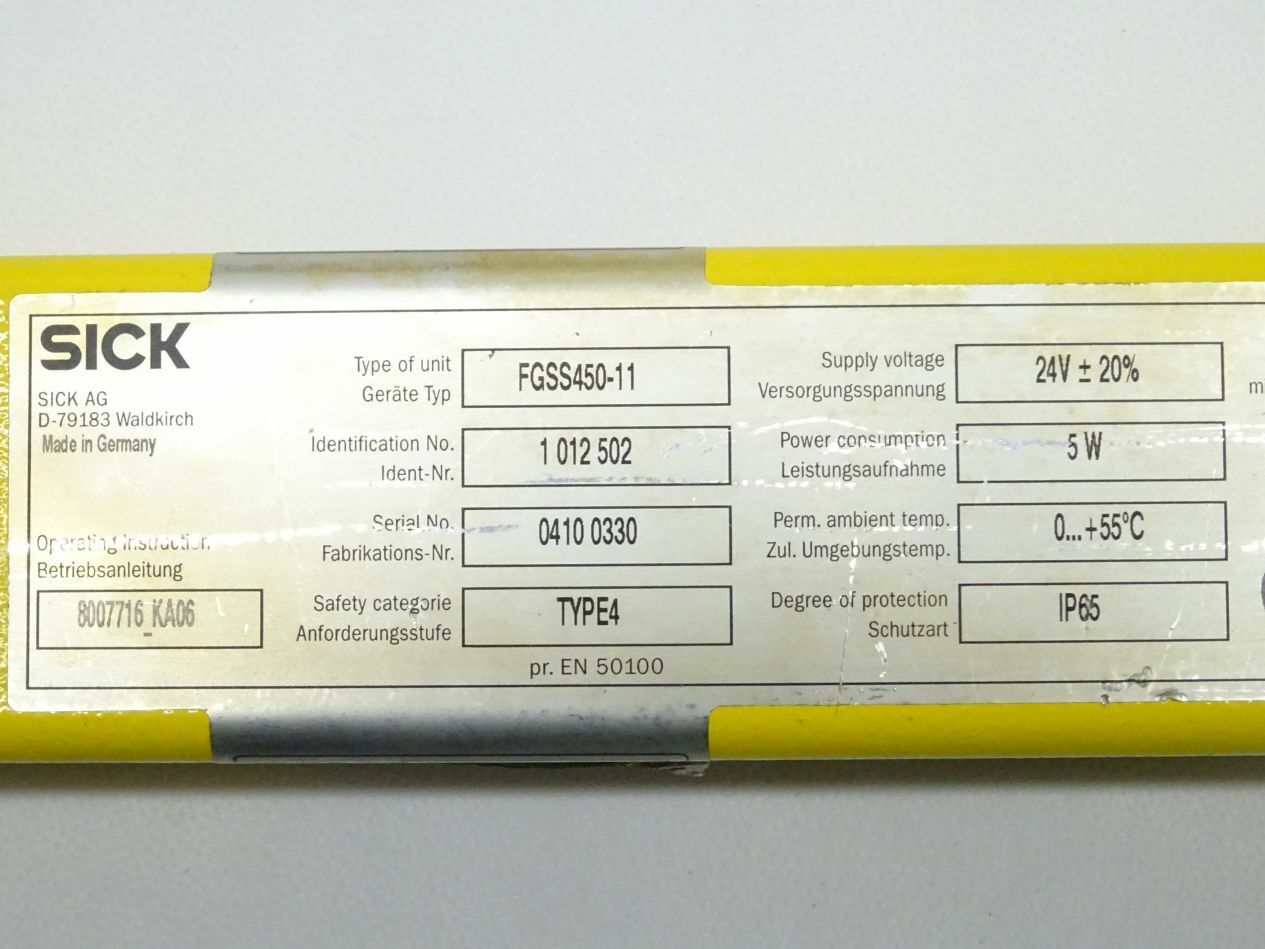 SICK
SICK AG
D-79183 Waldkirch
Made in Germany
Operating Instruction
Betriebsanleitung
8007716_KA06
Type of unit
Geräte Typ
FGSS450-11
Identification No.
Ident-Nr.
1 012 502
Serial No.
Fabrikations-Nr.
0410 0330
Safety categorie
Anforderungsstufe
TYPE4
pr. EN 50100
Supply voltage
Versorgungsspannung
24V ± 20%
Power consumption
Leistungsaufnahme
5 W
Perm. ambient temp.
Zul. Umgebungstemp.
0...+55°C
Degree of protection
Schutzart
IP65